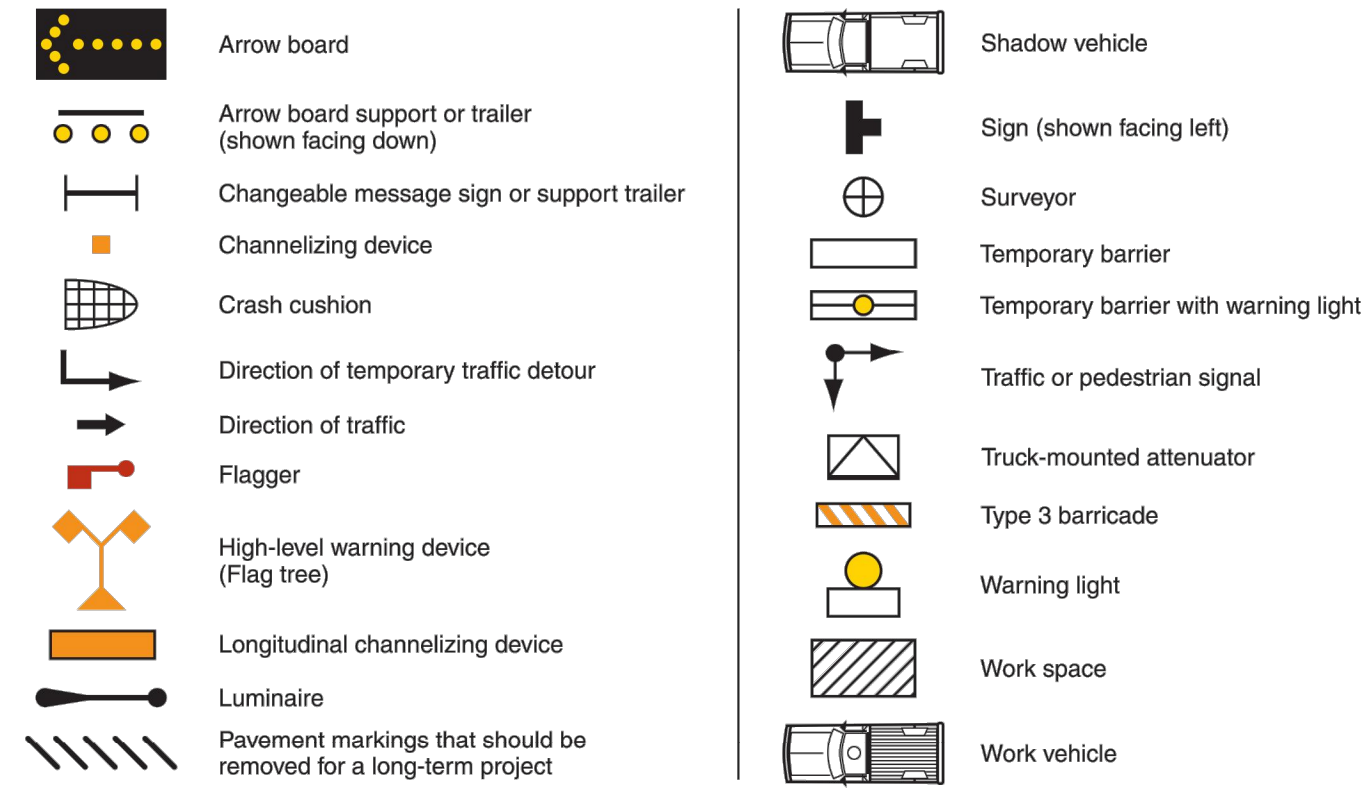 Arrow board
Arrow board support or trailer
(shown facing down)
Changeable message sign or support trailer
Channelizing device
Crash cushion
Direction of temporary traffic detour
Direction of traffic
Flagger
High-level warning device
(Flag tree)
Longitudinal channelizing device
Luminaire
Pavement markings that should be
removed for a long-term project
Shadow vehicle
Sign (shown facing left)
Surveyor
Temporary barrier
Temporary barrier with warning light
Traffic or pedestrian signal
Truck-mounted attenuator
Type 3 barricade
Warning light
Work space
Work vehicle